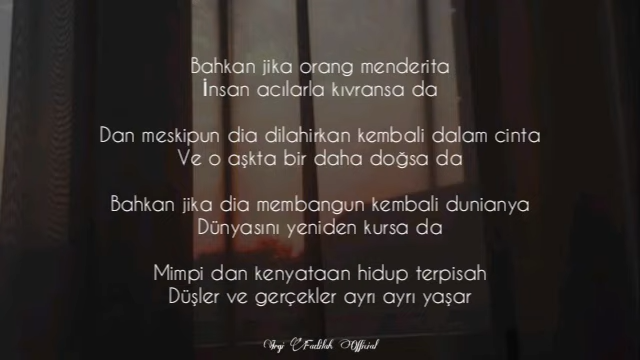 Bahkan jika orang menderita
İnsan acılarla kıvransa da
Dan meskipun dia dilahirkan kembali dalam cinta
Ve o aşkta bir daha doğsa da
Bahkan jika dia membangun kembali dunianya
Dünyasını yeniden kursa da
Mimpi dan kenyataan hidup terpisah
Düşler ve gerçekler ayrı ayrı yaşar
Fadilah Official